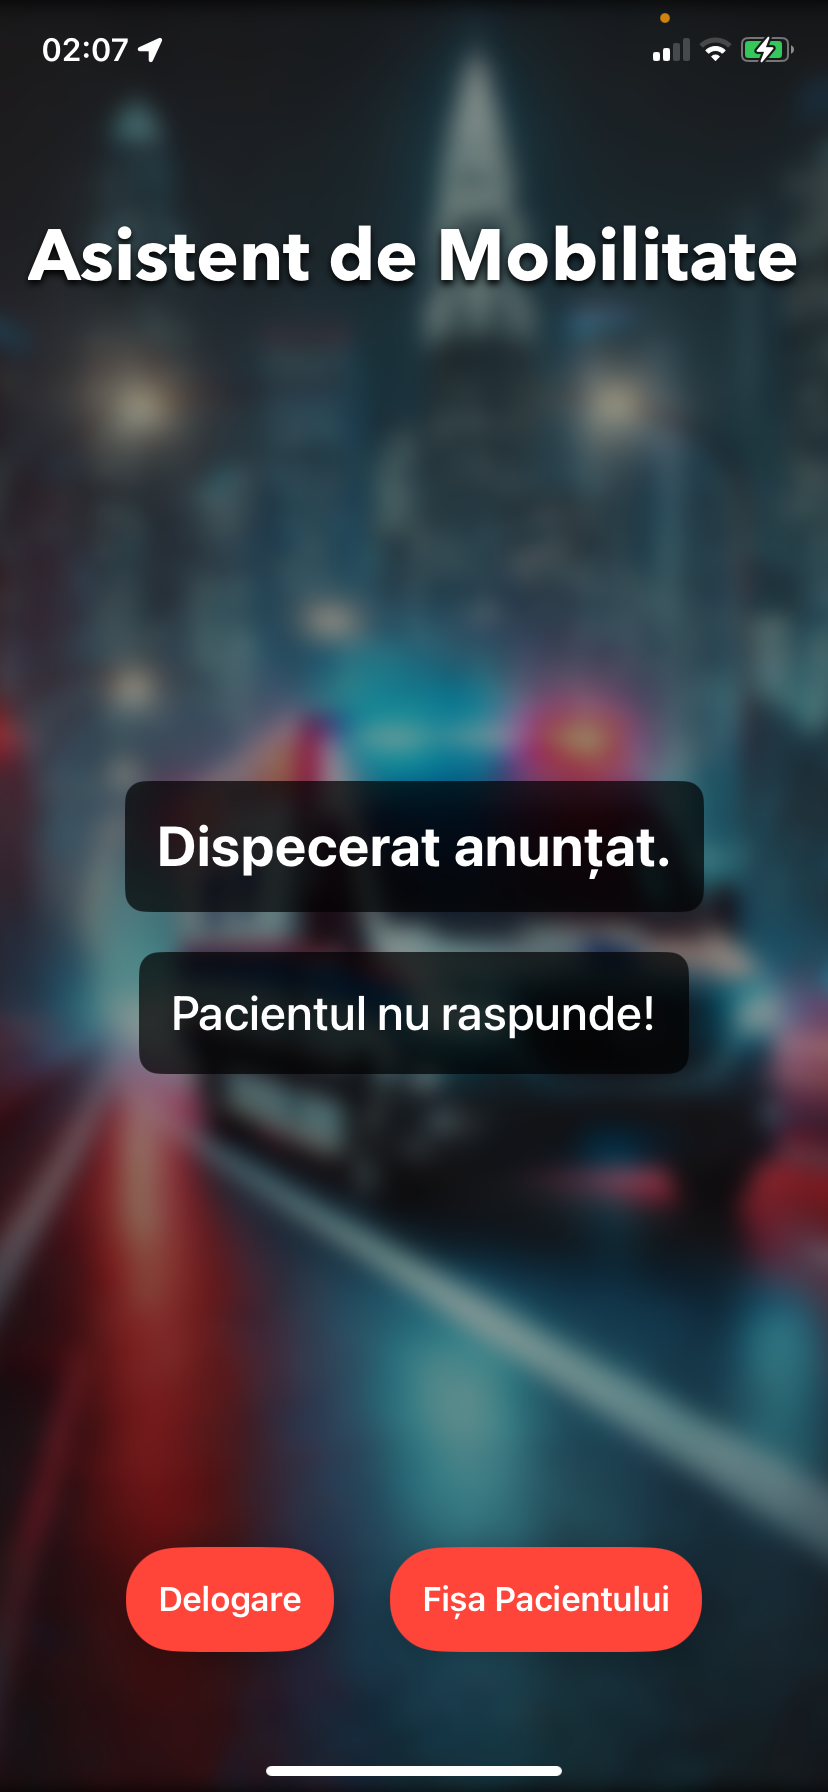 02:07
Asistent de Mobilitate
Dispecerat anunțat.
Pacientul nu raspunde!
Delogare
Fișa Pacientului